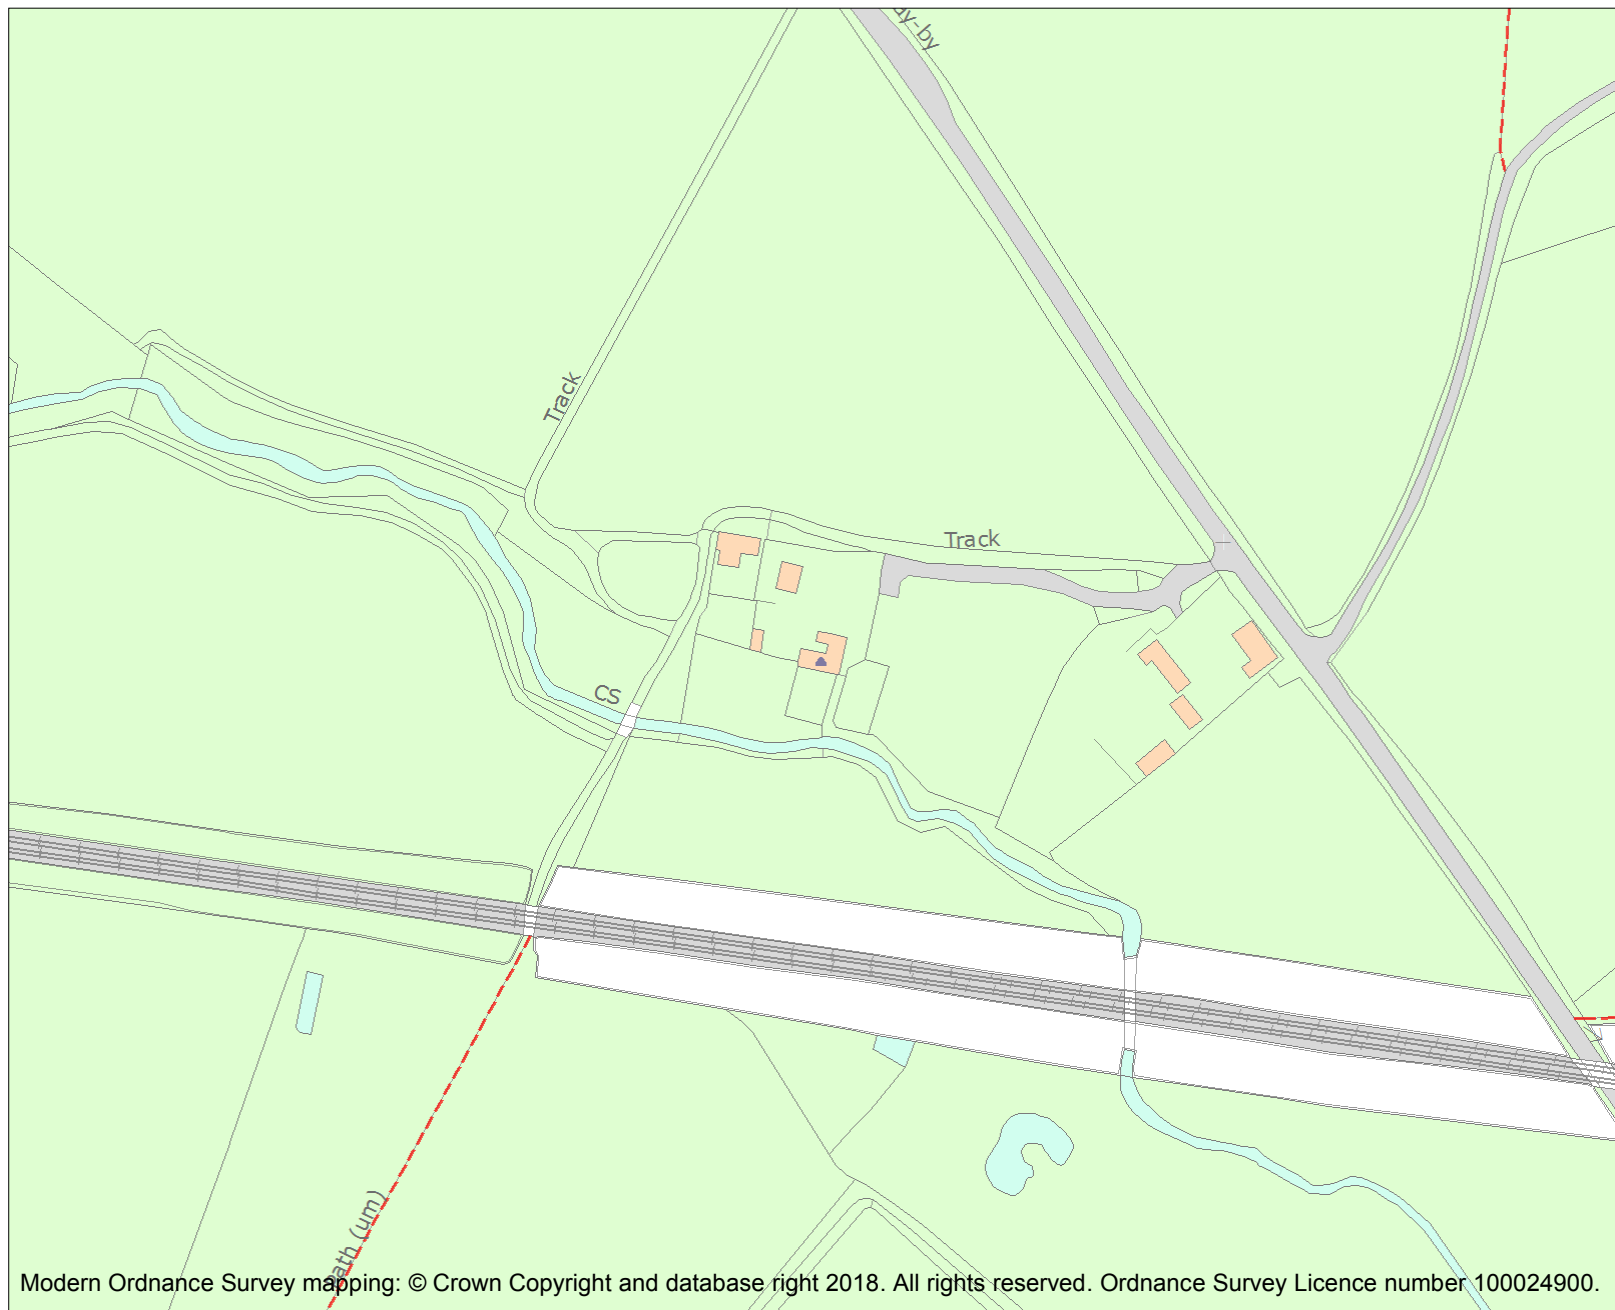 ay-by
Track
Track
CS
Path (um)
Modern Ordnance Survey mapping: © Crown Copyright and database right 2018. All rights reserved. Ordnance Survey Licence number 100024900.